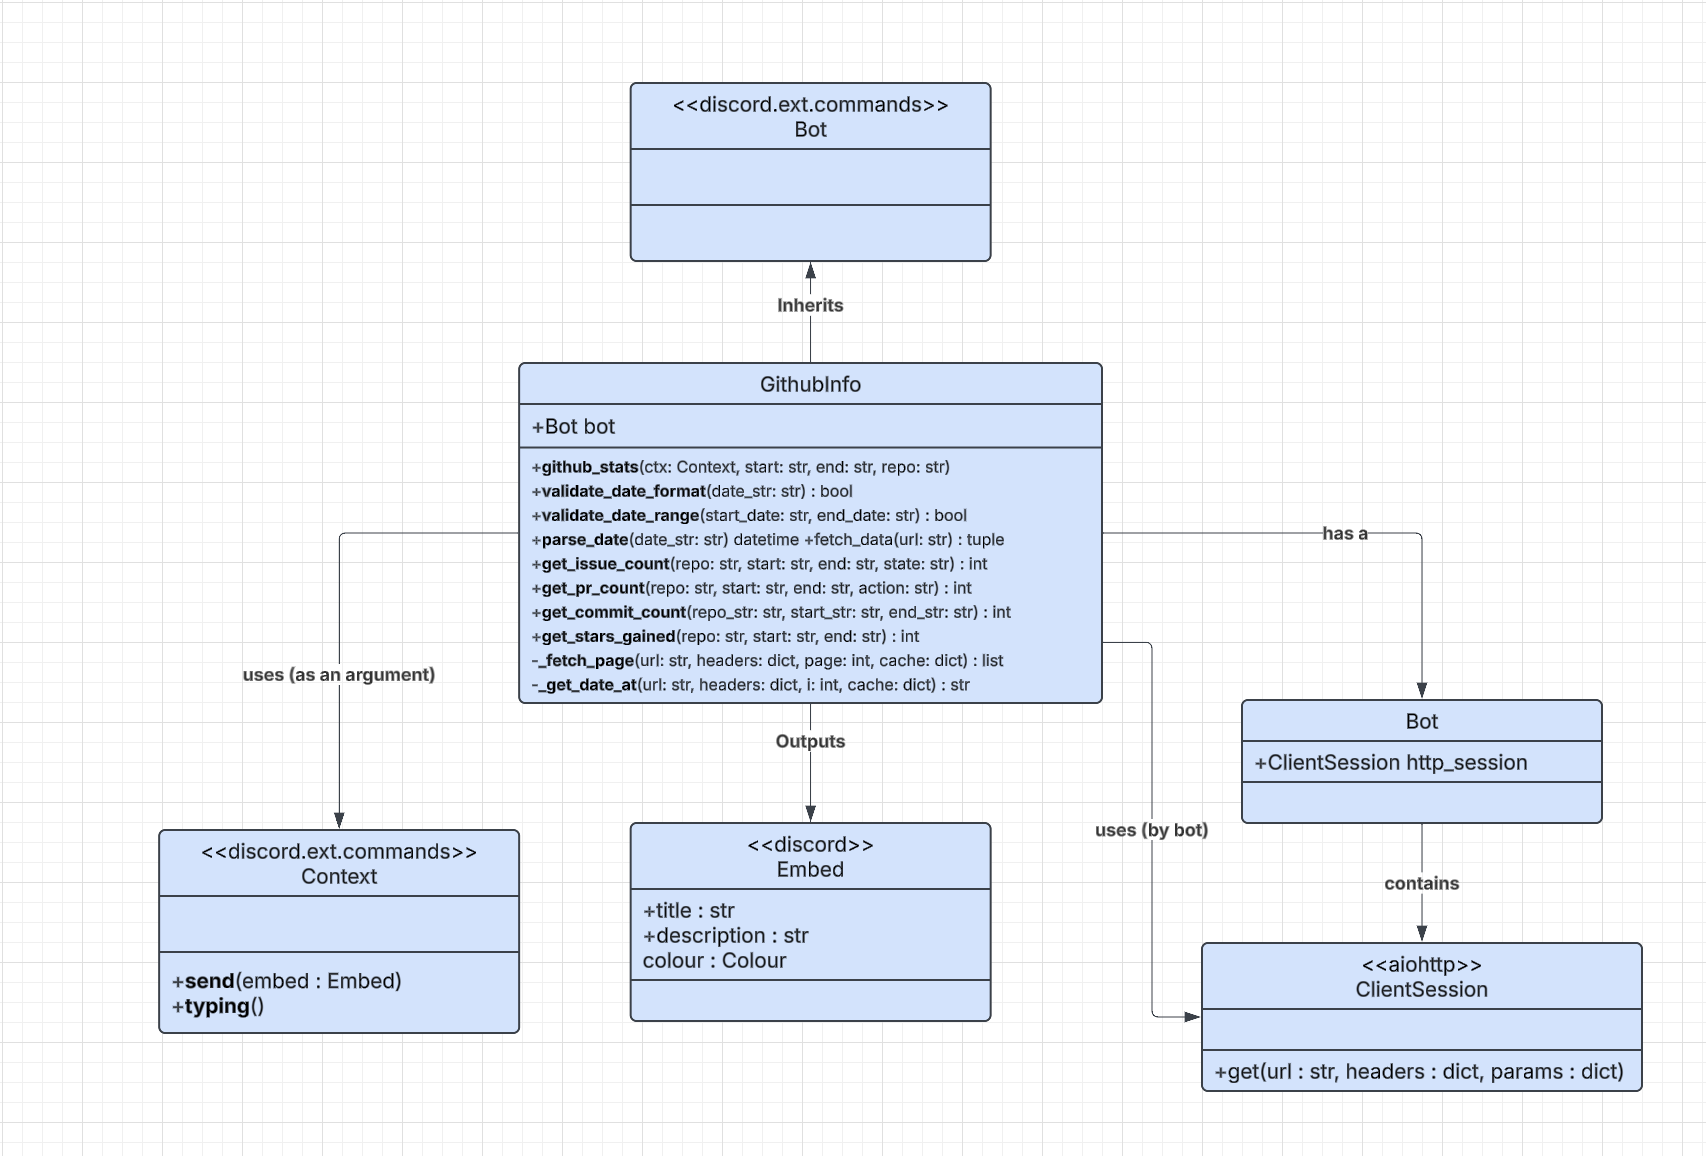 <<discord.ext.commands>>
Bot
Inherits
GithubInfo
+Bot bot
+github_stats(ctx: Context, start: str, end: str, repo: str)
+validate_date_format(date_str: str) : bool
+validate_date_range(start_date: str, end_date: str) : bool
+parse_date(date_str: str) datetime +fetch_data(url: str) : tuple
+get_issue_count(repo: str, start: str, end: str, state: str) : int
+get_pr_count(repo: str, start: str, end: str, action: str) : int
+get_commit_count(repo_str: str, start_str: str, end_str: str) : int
+get_stars_gained(repo: str, start: str, end: str) : int
-_fetch_page(url: str, headers: dict, page: int, cache: dict) : list
-_get_date_at(url: str, headers: dict, i: int, cache: dict) : str
has a
uses (as an argument)
Outputs
uses (by bot)
Bot
+ClientSession http_session
contains
<<discord.ext.commands>>
Context
+send(embed : Embed)
+typing()
<<discord>>
Embed
+title : str
+description : str
colour : Colour
<<aiohttp>>
ClientSession
+get(url : str, headers : dict, params : dict)